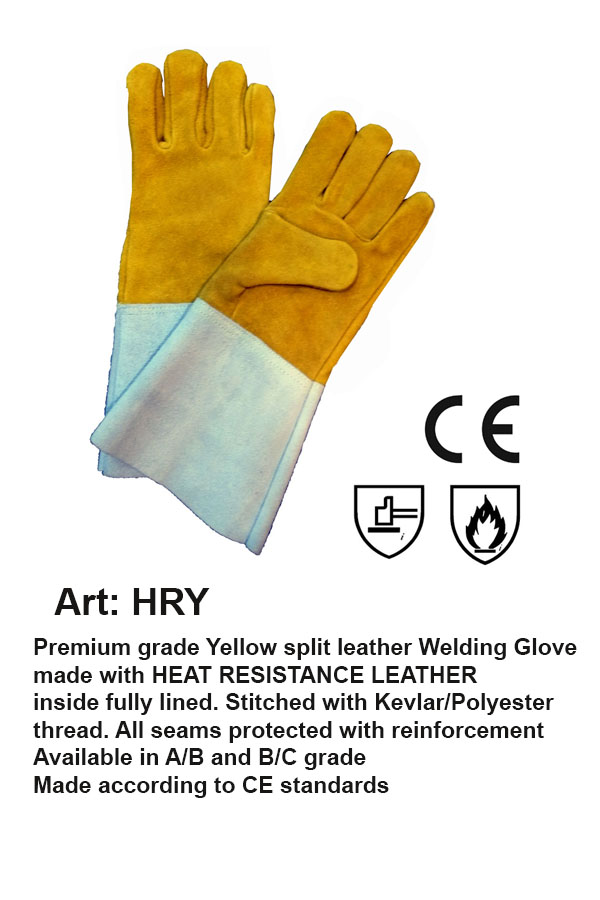 CE
Art: HRY
Premium grade Yellow split leather Welding Glove
made with HEAT RESISTANCE LEATHER
inside fully lined. Stitched with Kevlar/Polyester
thread. All seams protected with reinforcement
Available in A/B and B/C grade
Made according to CE standards